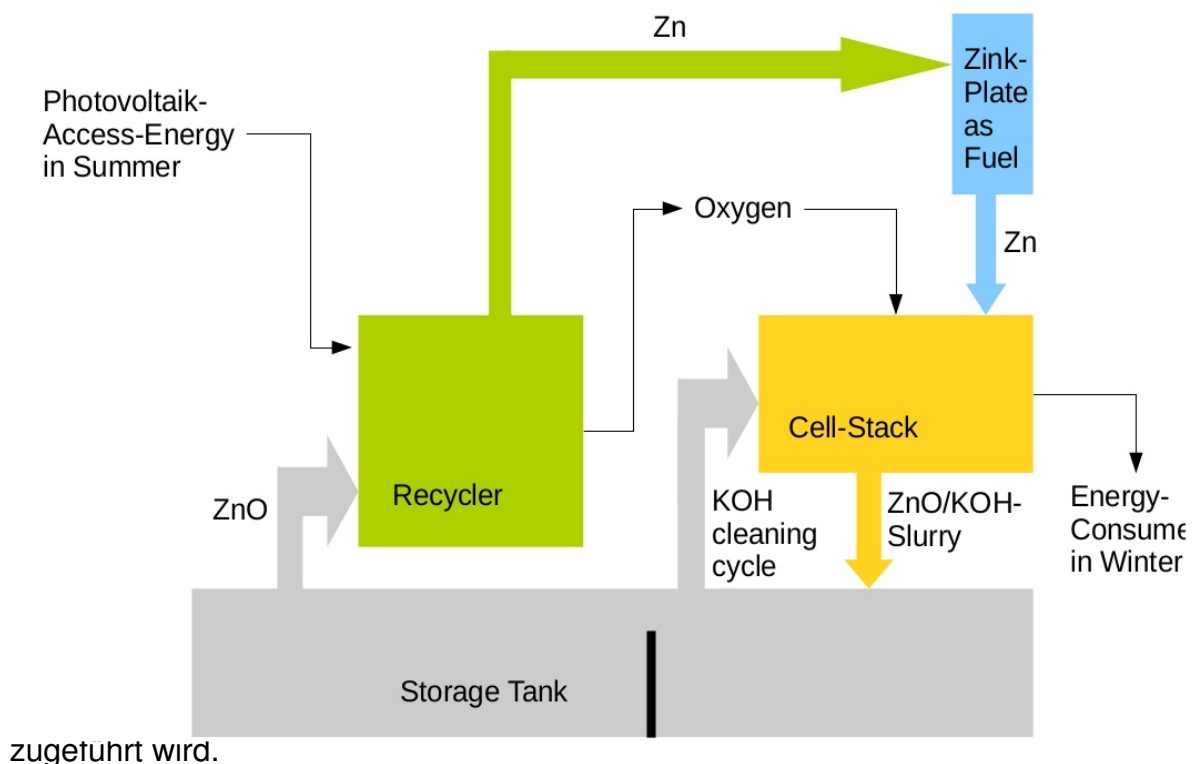 Zn
Zink-
Plate
as
Fuel
Photovoltaik-
Access-Energy
in Summer
Oxygen
Zn
Recycler
Cell-Stack
ZnO
KOH
cleaning
cycle
ZnO/KOH-
Slurry
Energy-
Consume
in Winter
Storage Tank
zugeführt wird.